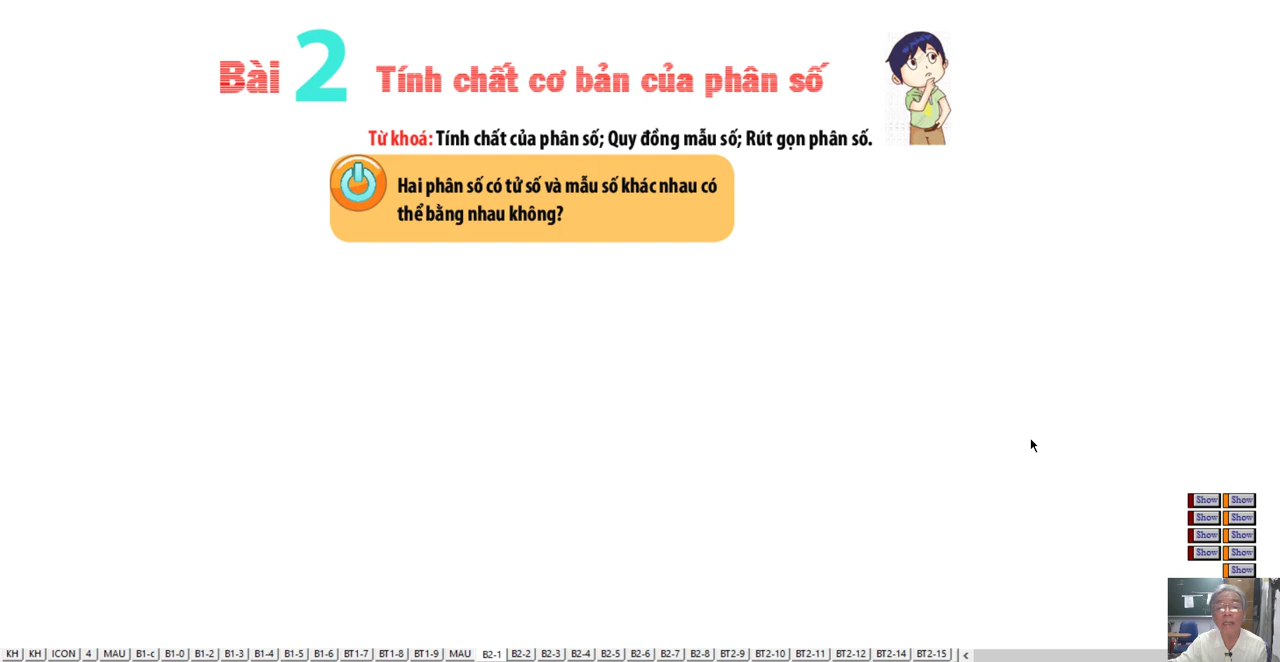 Bài 2 Tính chất cơ bản của phân số
Từ khoá: Tính chất của phân số; Quy đồng mẫu số; Rút gọn phân số.
Hai phân số có tử số và mẫu số khác nhau có
thể bằng nhau không?
Show Show
Show Show
Show Show
Show Show
Show
KH KH ICON 4 MAU B1-c B1-0 B1-2 B1-3 B1-4 B1-5 B1-6 BT1-7 BT1-8 BT1-9 MAU B2-1 B2-2 B2-3 B2-4 B2-5 B2-6 B2-7 B2-8 BT2-9 BT2-10 BT2-11 BT2-12 BT2-14 BT2-15